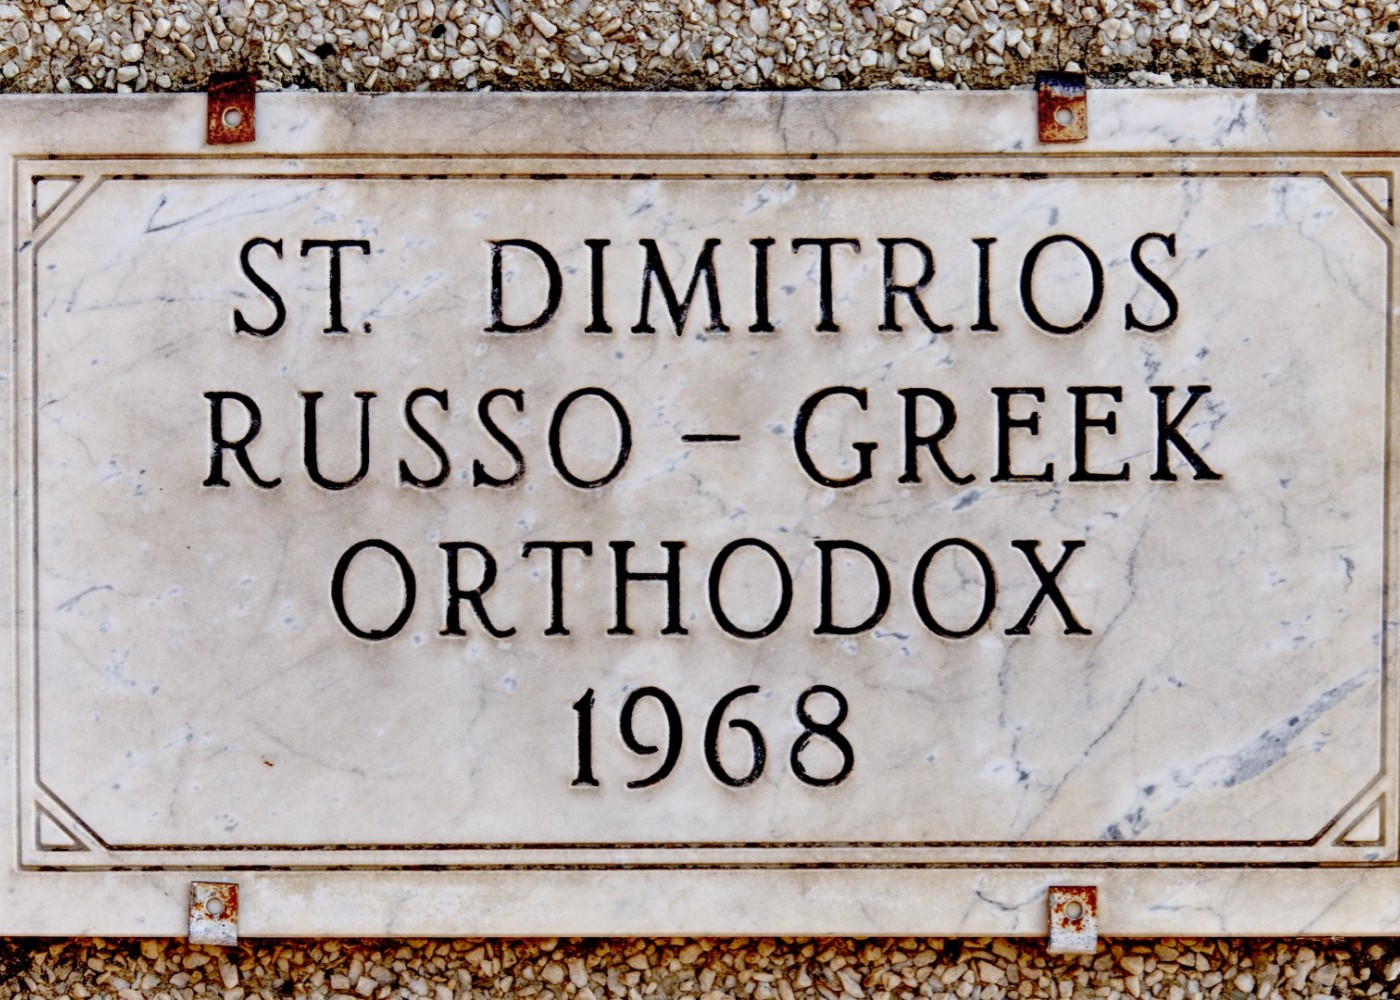 ST. DIMITRIOS
RUSSO - GREEK
ORTHODOX
1968